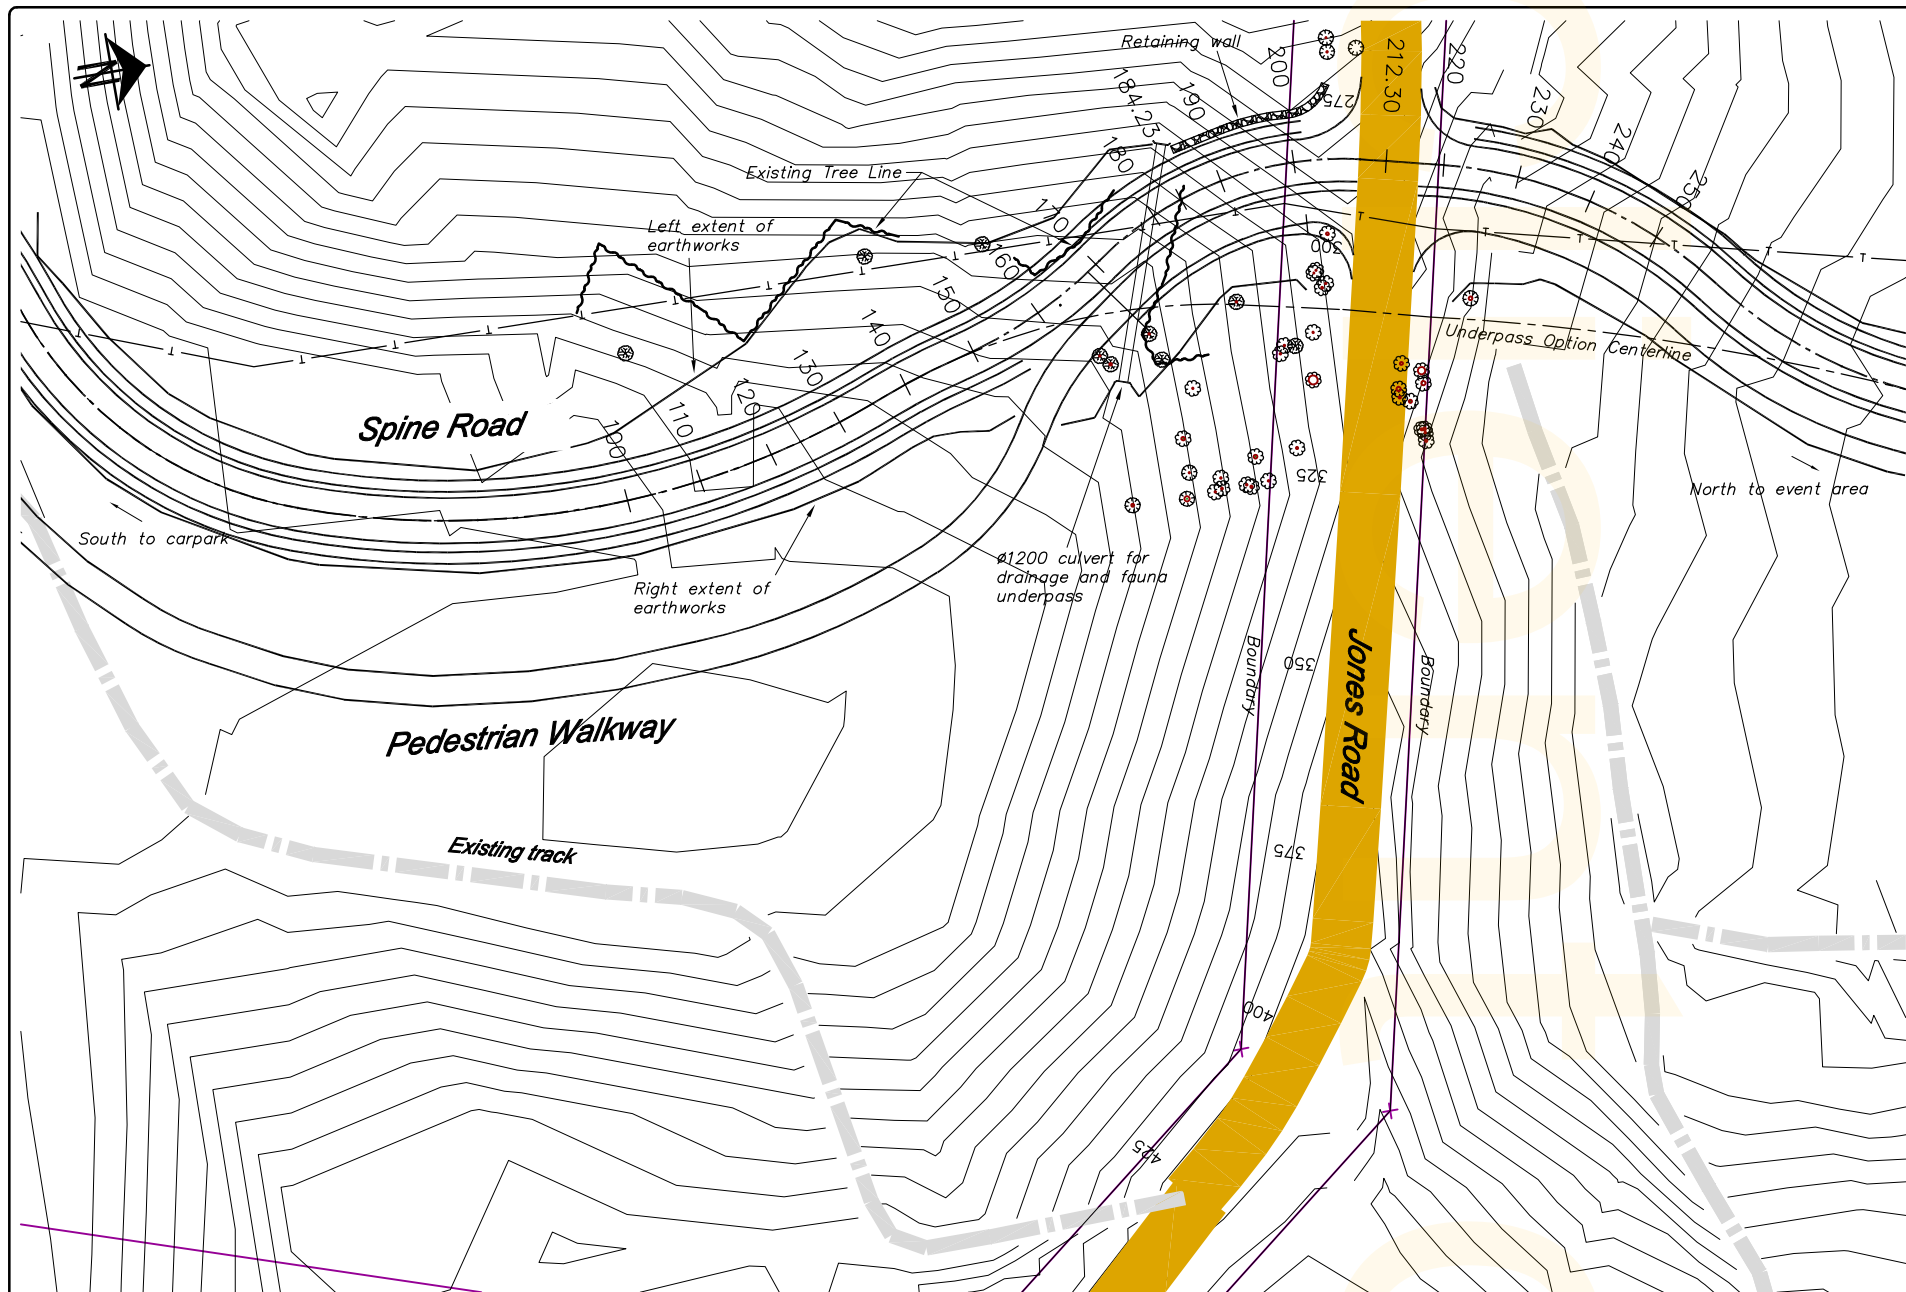 N
Retaining wall
200
212.30
220
275
184.23
190
180
230
240
250
Existing Tree Line
Left extent of
earthworks
170
160
150
140
130
120
110
100
300
Underpass Option Centerline
Spine Road
325
North to event area
South to carpark
Right extent of
earthworks
ø1200 culvert for
drainage and fauna
underpass
Boundary
350
Jones Road
Boundary
Pedestrian Walkway
Existing track
375
400
425
T T T T T T T T T T T T T T T